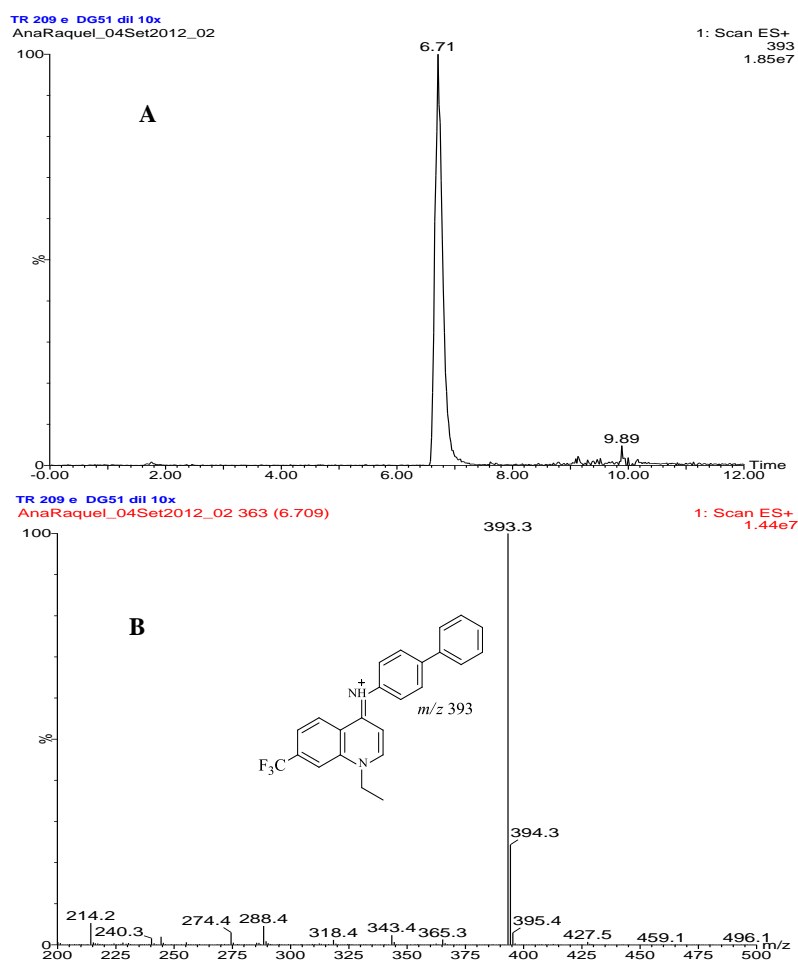 TR 209 e DG51 dil 10x
AnaRaquel_04Set2012_02
1: Scan ES+
393
1.85e7
100
6.71
A
%
9.89
0
-0.00
2.00
4.00
6.00
8.00
10.00
12.00
Time
TR 209 e DG51 dil 10x
AnaRaquel_04Set2012_02 363 (6.709)
1: Scan ES+
1.44e7
100
393.3
B
+
NH
m/z 393
%
F3C
N
394.3
214.2
240.3
274.4
288.4
318.4
343.4
365.3
395.4
427.5
459.1
496.1
0
m/z
200
225
250
275
300
325
350
375
400
425
450
475
500